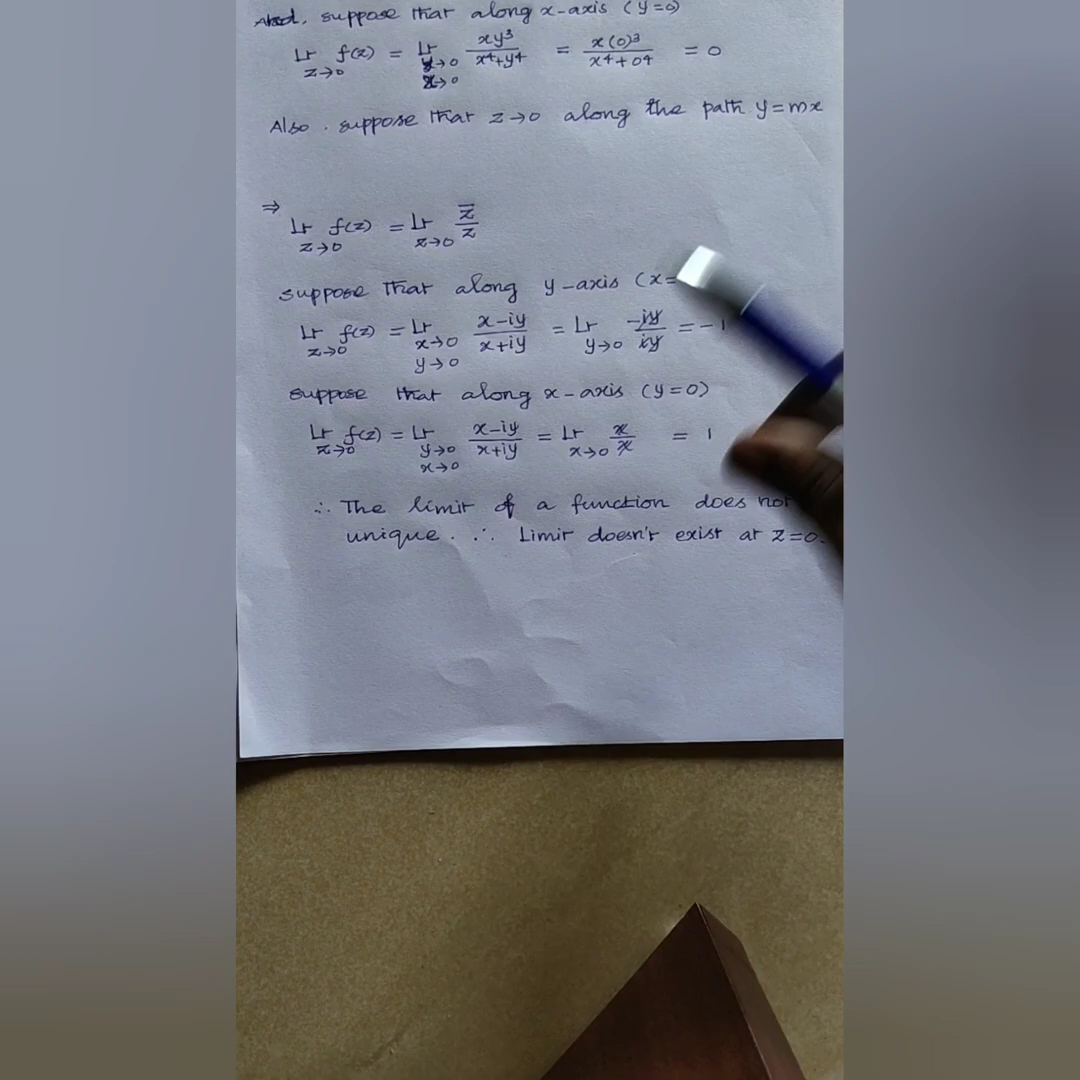 And, suppose that along x-axis (y=0)
Lt z→0 f(z) = Lt y→0 x→0 xy³/x⁴+y⁴ = x(0)³/x⁴+0⁴ = 0
Also. suppose that z→0 along the path y=mx
⇒ Lt z→0 f(z) = Lt z→0 z̅/z
suppose that along y-axis (x=
Lt z→0 f(z) = Lt x→0 y→0 x-iy/x+iy = Lt y→0 -iy/iy = -1
suppose that along x-axis (y=0)
Lt z→0 f(z) = Lt y→0 x→0 x-iy/x+iy = Lt x→0 x/x = 1
∴ The limit of a function does not
unique. ∴ Limit doesn't exist at z=0.